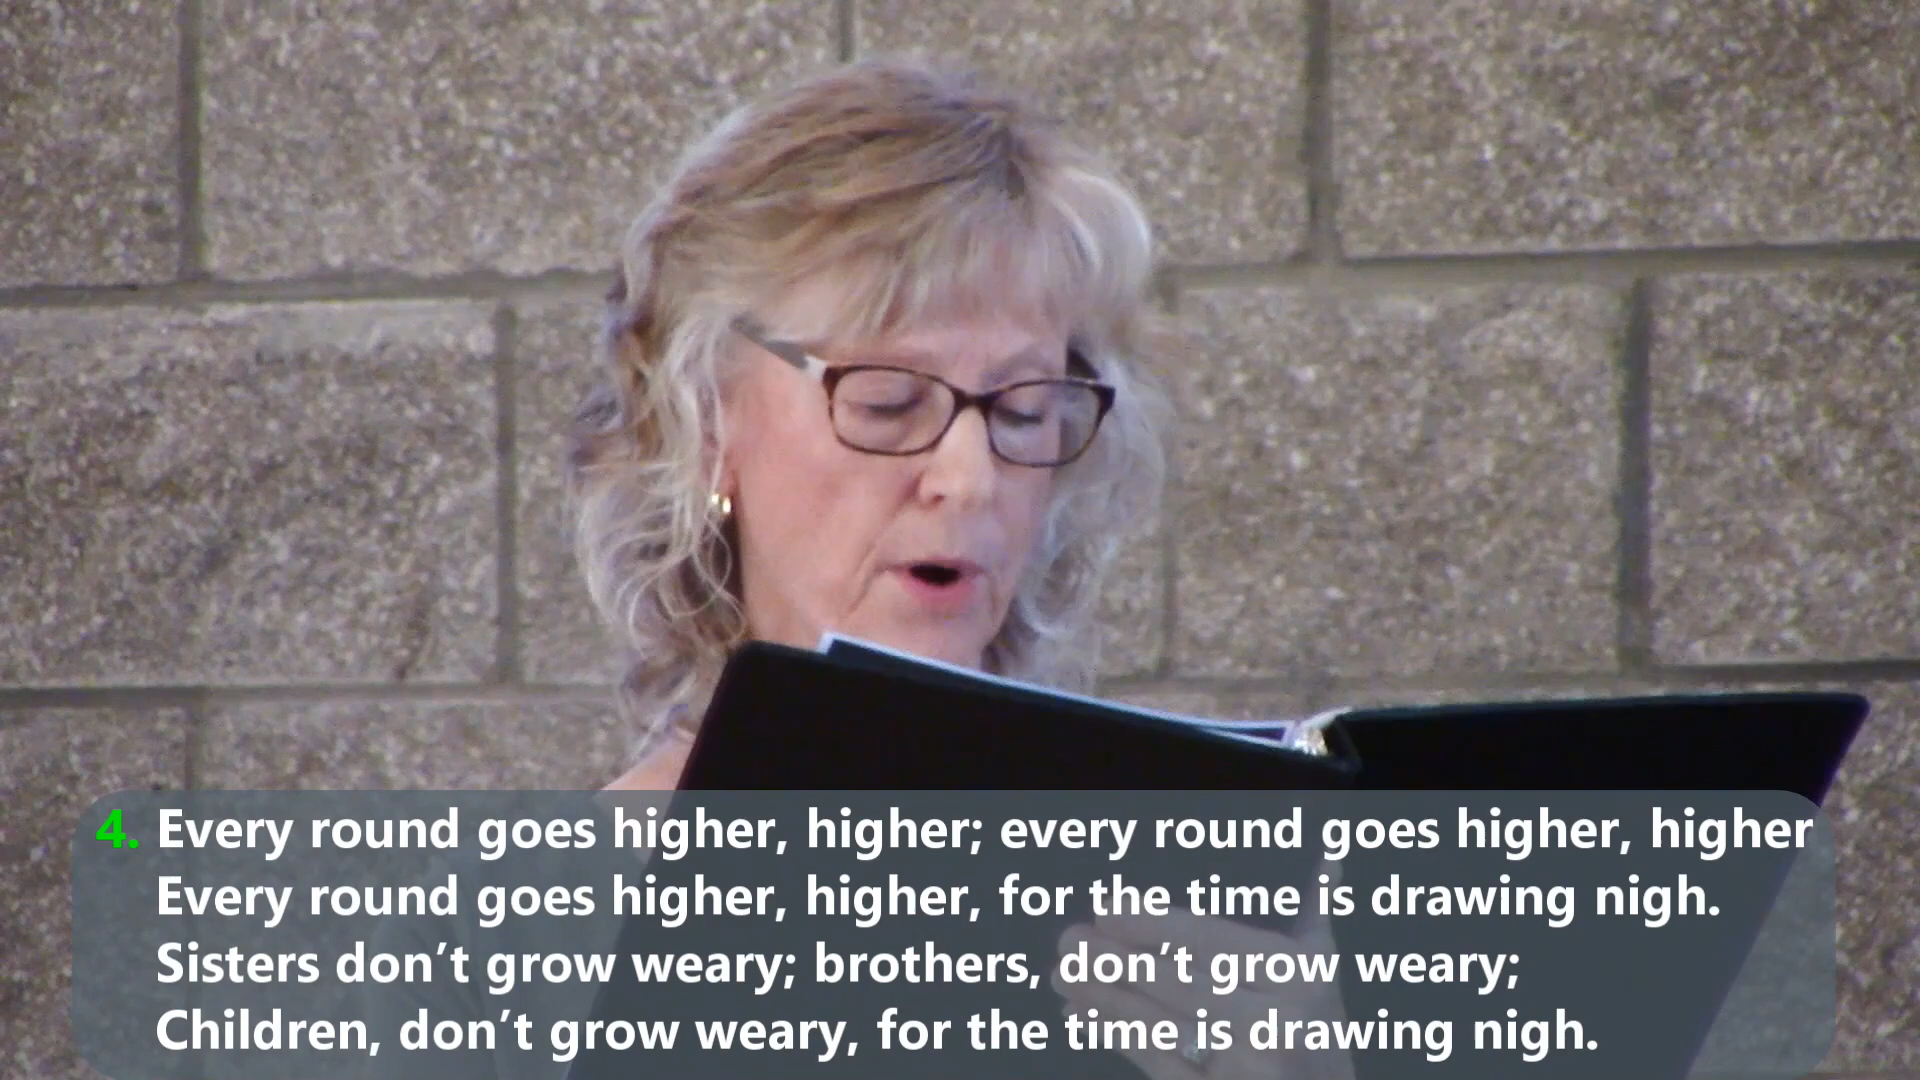 4. Every round goes higher, higher; every round goes higher, higher
Every round goes higher, higher, for the time is drawing nigh.
Sisters don’t grow weary; brothers, don’t grow weary;
Children, don’t grow weary, for the time is drawing nigh.